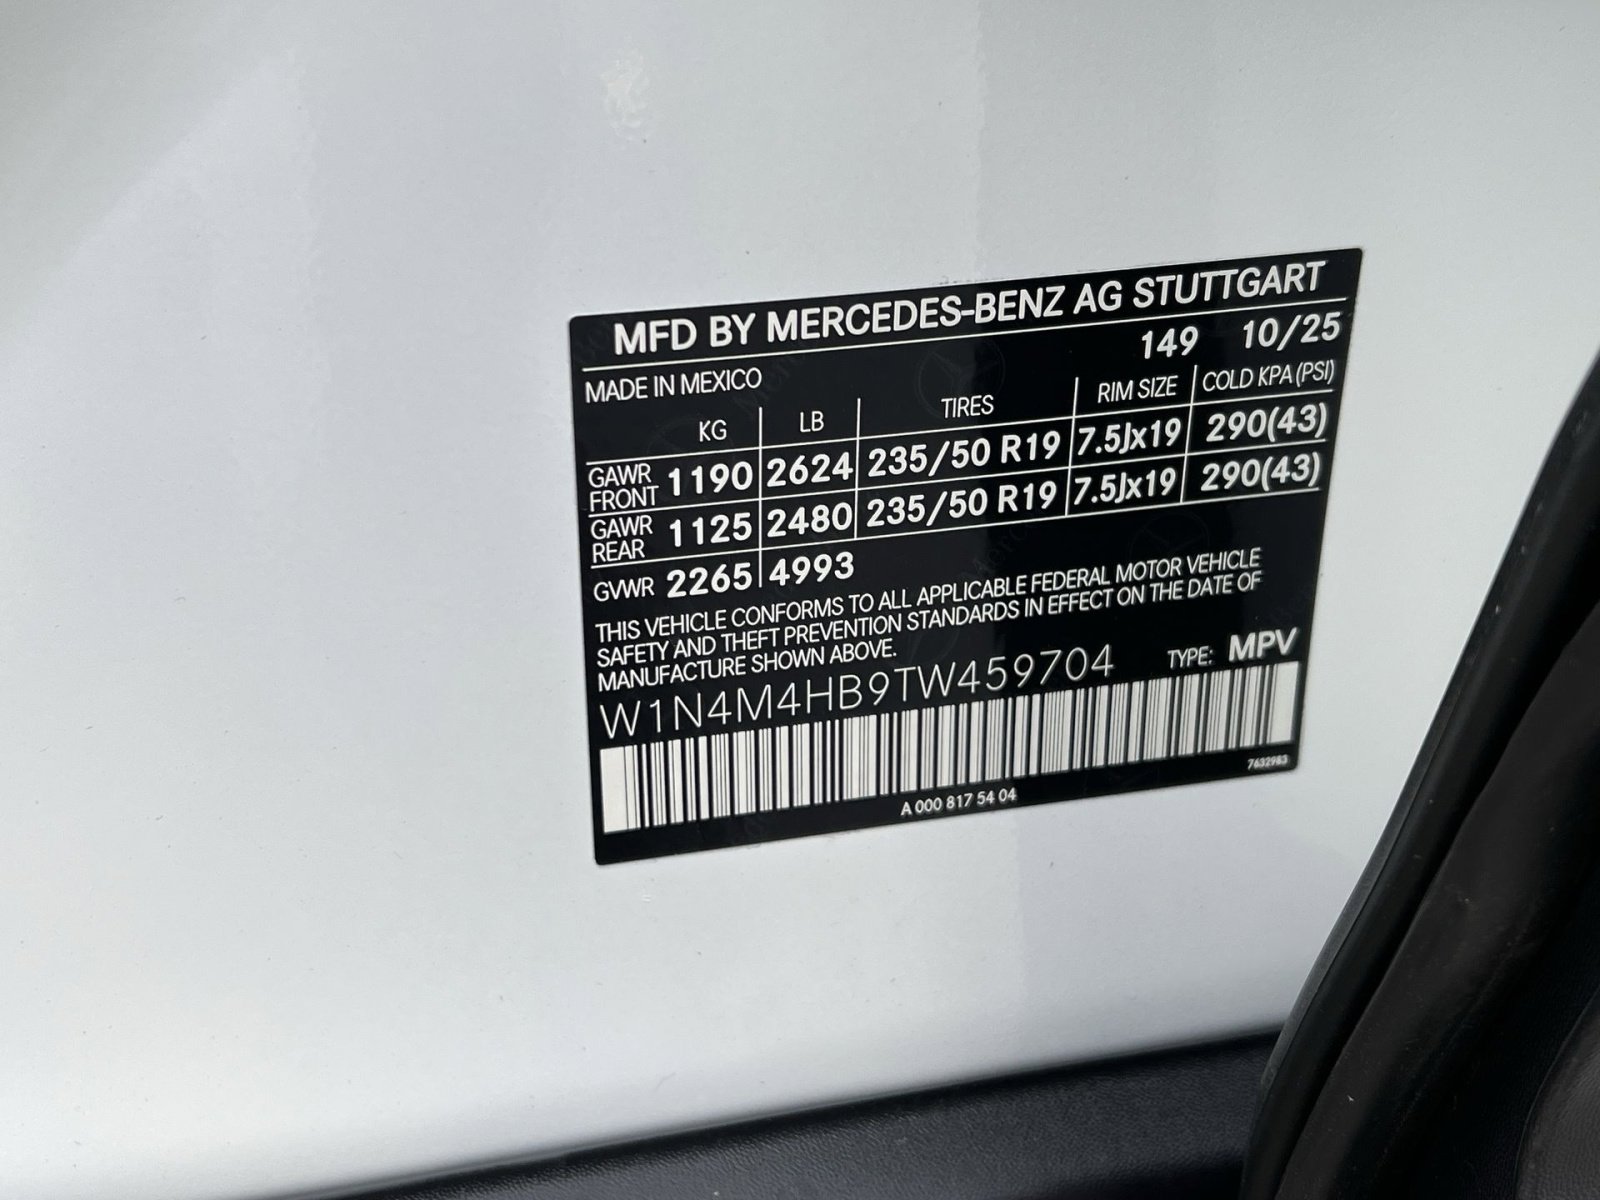 MFD BY MERCEDES-BENZ AG STUTTGART
MADE IN MEXICO 149 10/25
KG LB TIRES RIM SIZE COLD KPA (PSI)
GAWR FRONT 1190 2624 235/50 R19 7.5Jx19 290(43)
GAWR REAR 1125 2480 235/50 R19 7.5Jx19 290(43)
GVWR 2265 4993
THIS VEHICLE CONFORMS TO ALL APPLICABLE FEDERAL MOTOR VEHICLE
SAFETY AND THEFT PREVENTION STANDARDS IN EFFECT ON THE DATE OF
MANUFACTURE SHOWN ABOVE.
W1N4M4HB9TW459704 TYPE: MPV
7632983
A 000 817 54 04